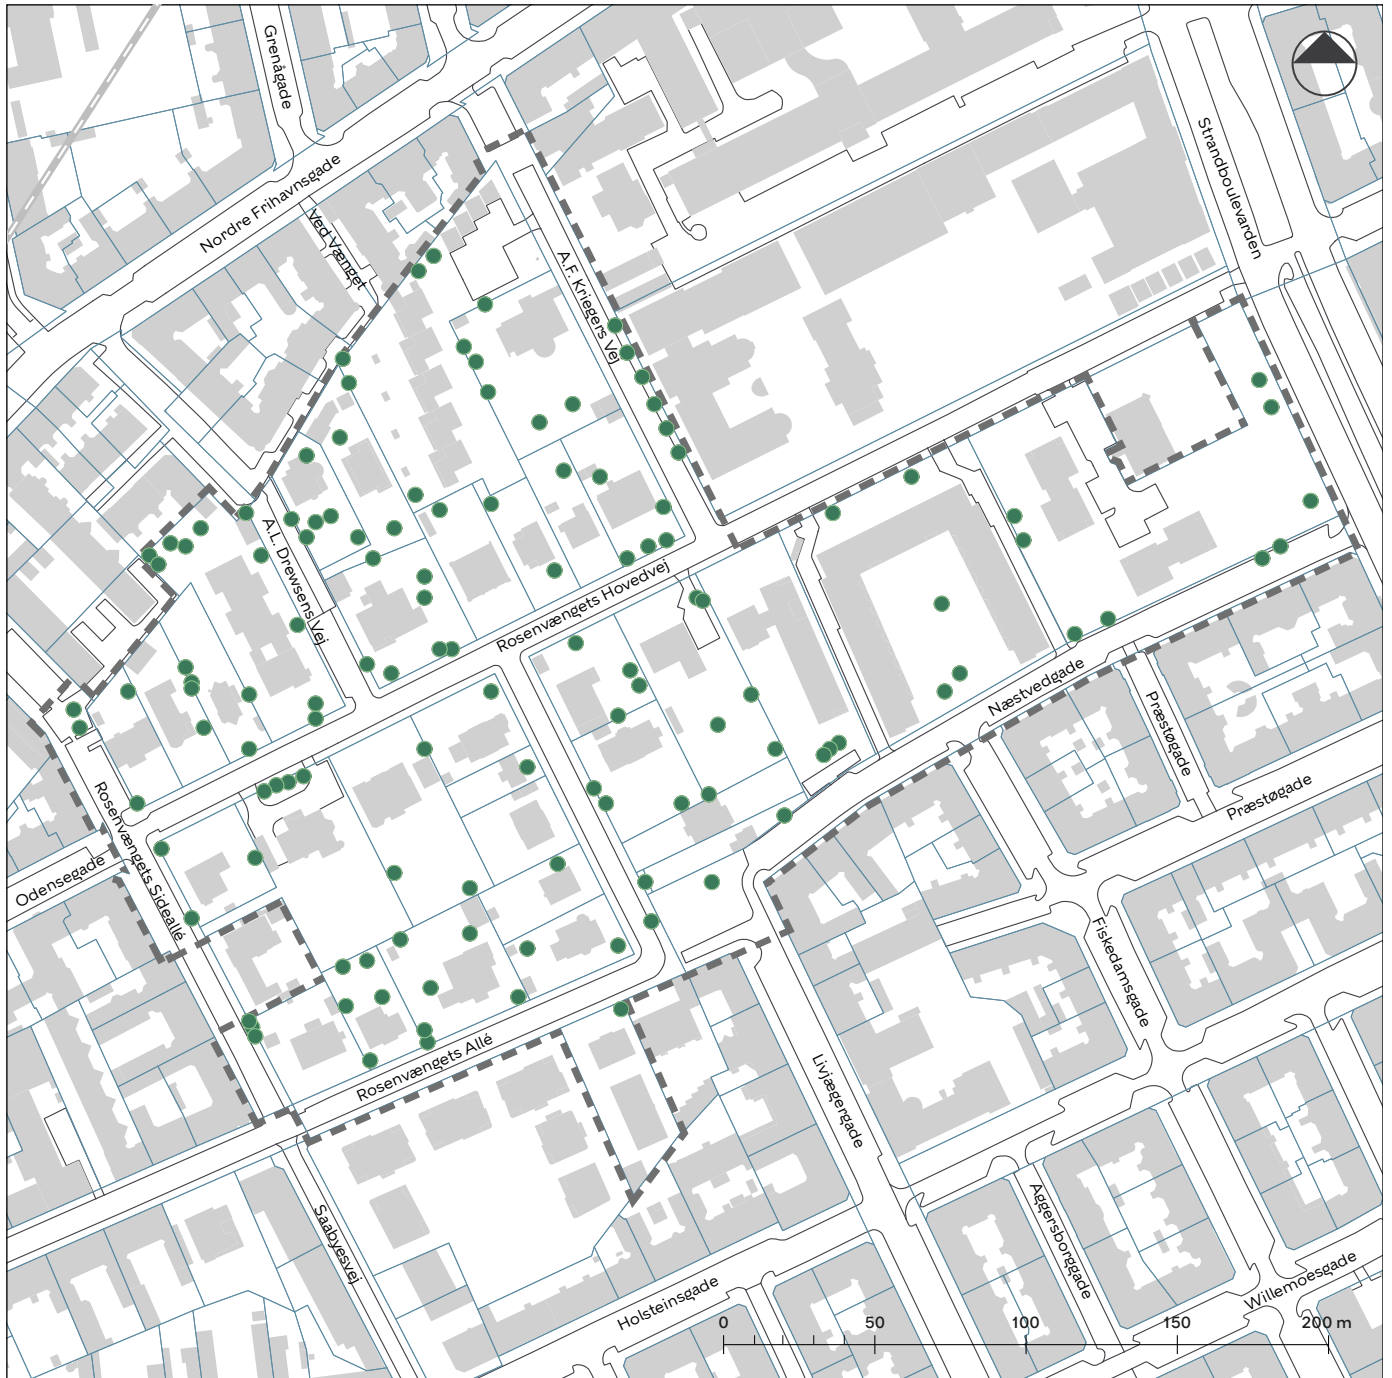 Grenågade
Nordre Frihavnsgade
Ved Vænget
A.F. Kriegers Vej
Strandboulevarden
A.L. Drewsens Vej
Rosenvængets Hovedvej
Næstvedgade
Præstøgade
Præstøgade
Rosenvængets Sideallé
Odensegade
Fiskedamsgade
Rosenvængets Allé
Livjægergade
Saabyesvej
Aggersborggade
Holsteinsgade
Willemoesgade
0 50 100 150 200 m